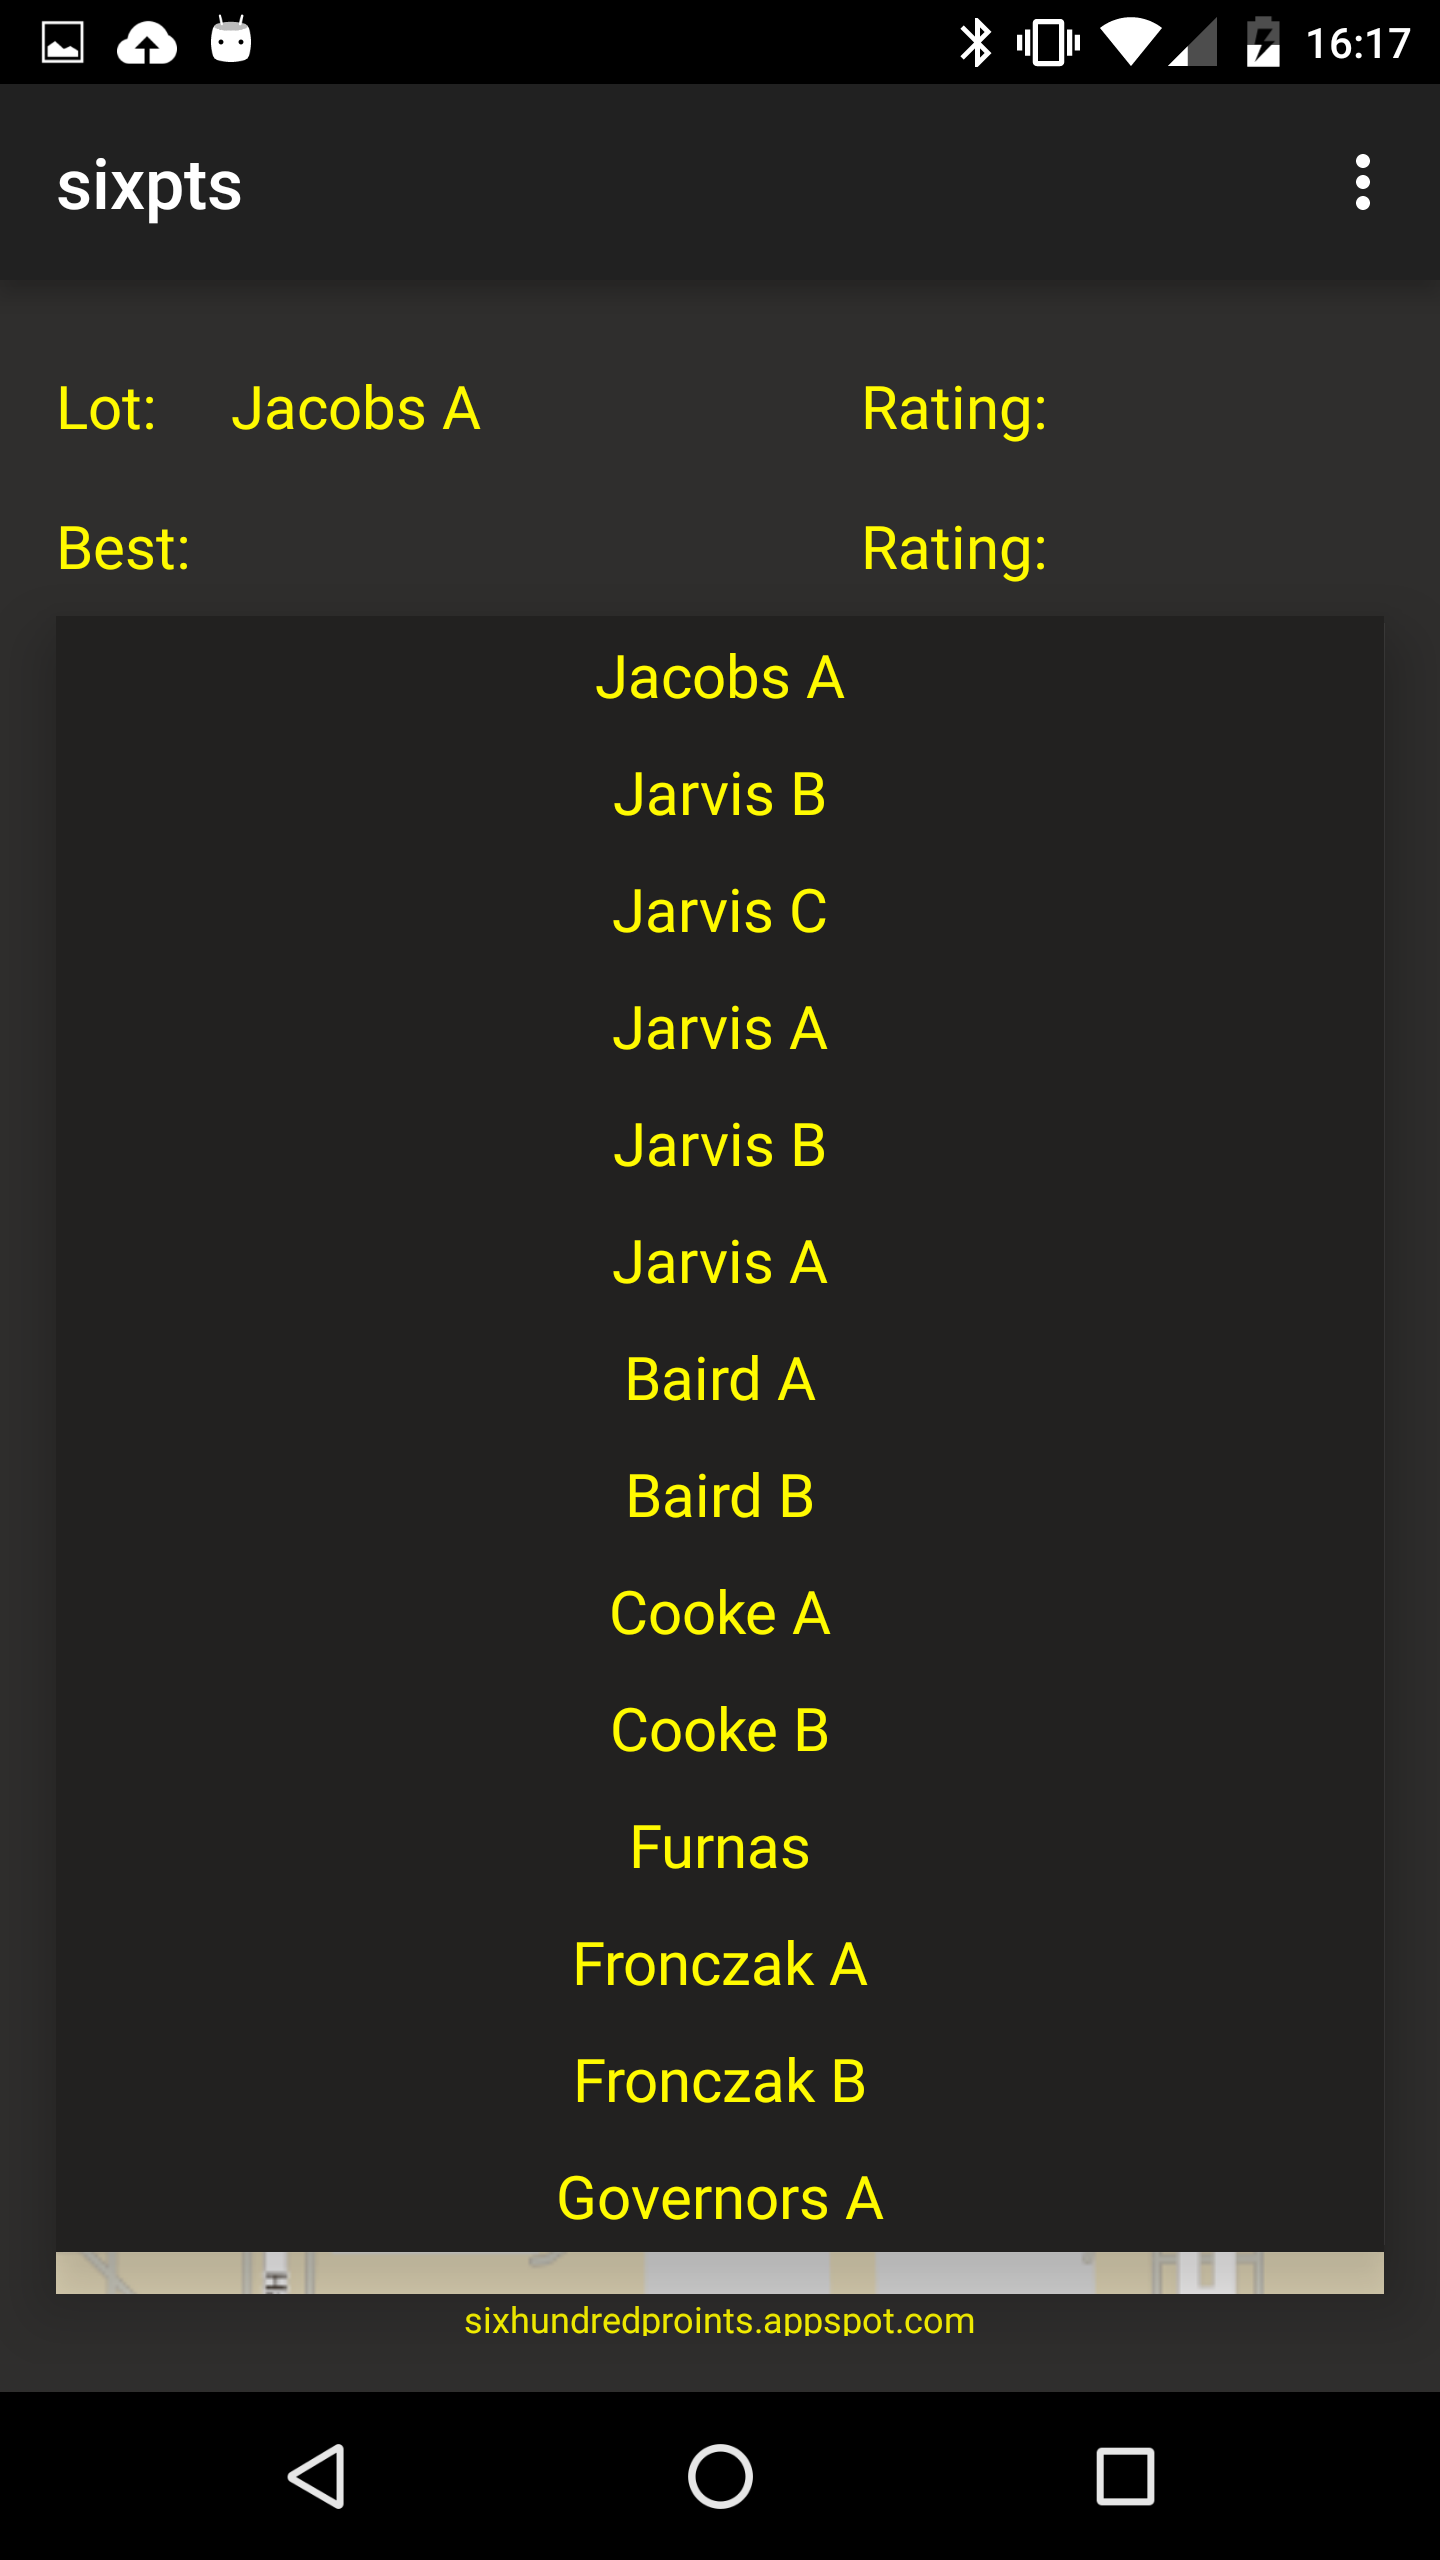 16:17
sixpts
Lot: Jacobs A Rating:
Best: Rating:
Jacobs A
Jarvis B
Jarvis C
Jarvis A
Jarvis B
Jarvis A
Baird A
Baird B
Cooke A
Cooke B
Furnas
Fronczak A
Fronczak B
Governors A
H
sixhundredproints.appspot.com